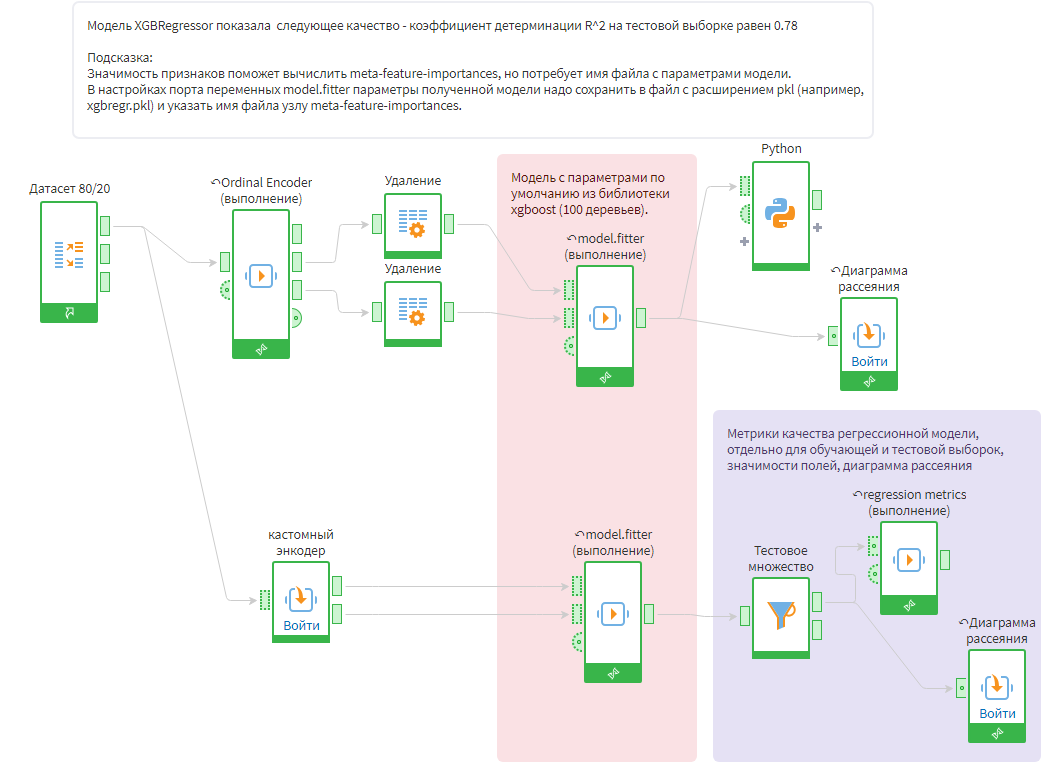 Модель XGBRegressor показала  следующее качество - коэффициент детерминации R^2 на тестовой выборке равен 0.78
Подсказка:
Значимость признаков поможет вычислить meta-feature-importances, но потребует имя файла с параметрами модели.
В настройках порта переменных model.fitter параметры полученной модели надо сохранить в файл с расширением pkl (например,
xgbregr.pkl) и указать имя файла узлу meta-feature-importances.
Python
Датасет 80/20
Ordinal Encoder
(выполнение)
Удаление
Модель с параметрами по
умолчанию из библиотеки
xgboost (100 деревьев).
model.fitter
(выполнение)
Удаление
Диаграмма
рассеяния
Войти
Метрики качества регрессионной модели,
отдельно для обучающей и тестовой выборок,
значимости полей, диаграмма рассеяния
regression metrics
(выполнение)
кастомный
энкодер
Войти
model.fitter
(выполнение)
Тестовое
множество
Диаграмма
рассеяния
Войти